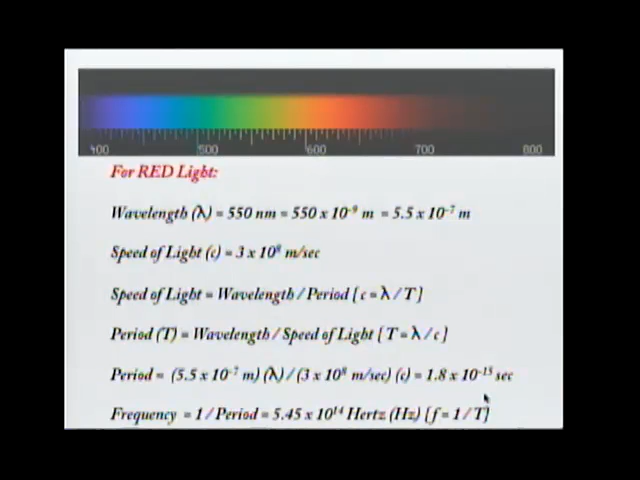 400 500 600 700 800
For RED Light:
Wavelength (λ) = 550 nm = 550 x 10⁻⁹ m = 5.5 x 10⁻⁷ m
Speed of Light (c) = 3 x 10⁸ m/sec
Speed of Light = Wavelength / Period [ c = λ / T ]
Period (T) = Wavelength / Speed of Light [ T = λ / c]
Period = (5.5 x 10⁻⁷ m) (λ) / (3 x 10⁸ m/sec) (c) = 1.8 x 10⁻¹⁵ sec
Frequency = 1 / Period = 5.45 x 10¹⁴ Hertz (Hz) [ f = 1 / T]